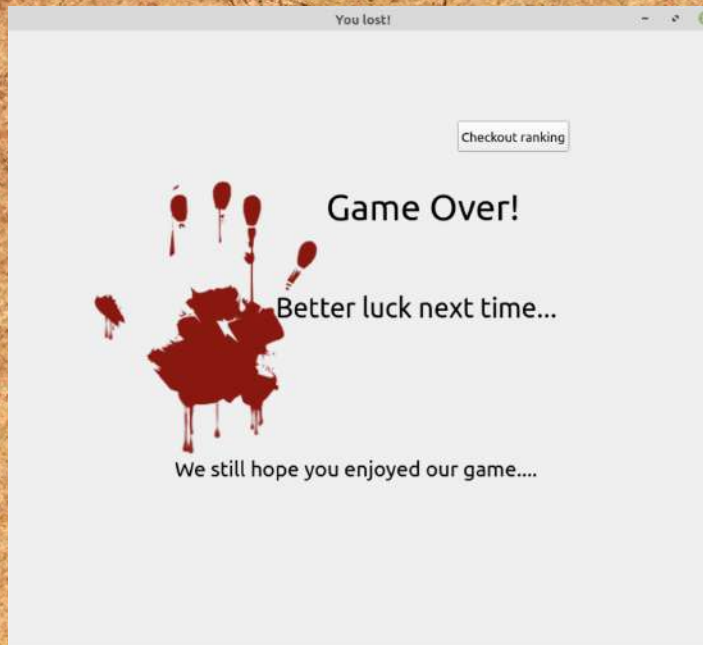 You lost!
Checkout ranking
Game Over!
Better luck next time...
We still hope you enjoyed our game....